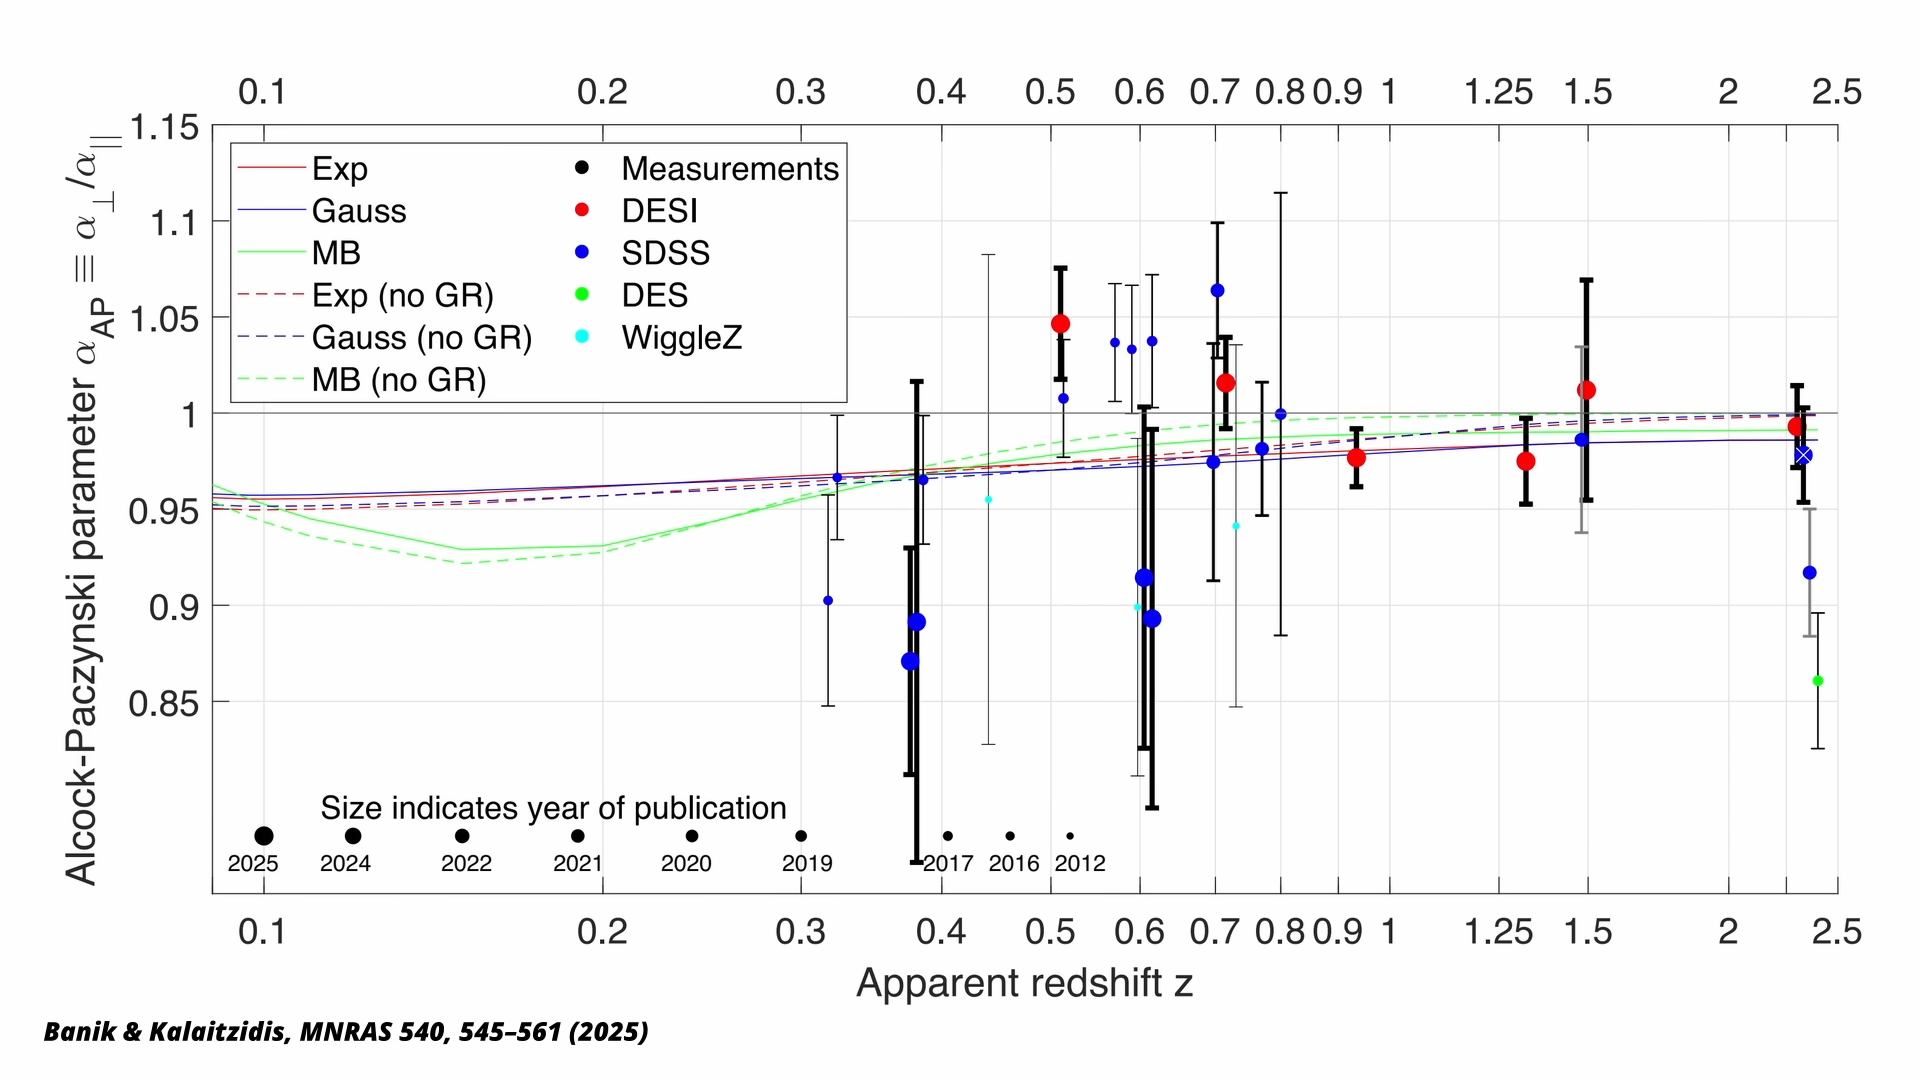 0.1 0.2 0.3 0.4 0.5 0.6 0.7 0.8 0.9 1 1.25 1.5 2 2.5
Alcock-Paczynski parameter α_AP ≡ α_⊥/α_∥
1.15
1.1
1.05
1
0.95
0.9
0.85
Exp
Gauss
MB
Exp (no GR)
Gauss (no GR)
MB (no GR)
Measurements
DESI
SDSS
DES
WiggleZ
Size indicates year of publication
2025 2024 2022 2021 2020 2019 2017 2016 2012
0.1 0.2 0.3 0.4 0.5 0.6 0.7 0.8 0.9 1 1.25 1.5 2 2.5
Apparent redshift z
Banik & Kalaitzidis, MNRAS 540, 545–561 (2025)